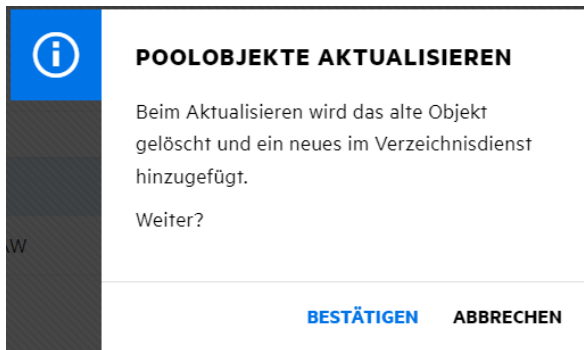 POOLOBJEKTE AKTUALISIEREN
Beim Aktualisieren wird das alte Objekt
gelöscht und ein neues im Verzeichnisdienst
hinzugefügt.
Weiter?
BESTÄTIGEN ABBRECHEN